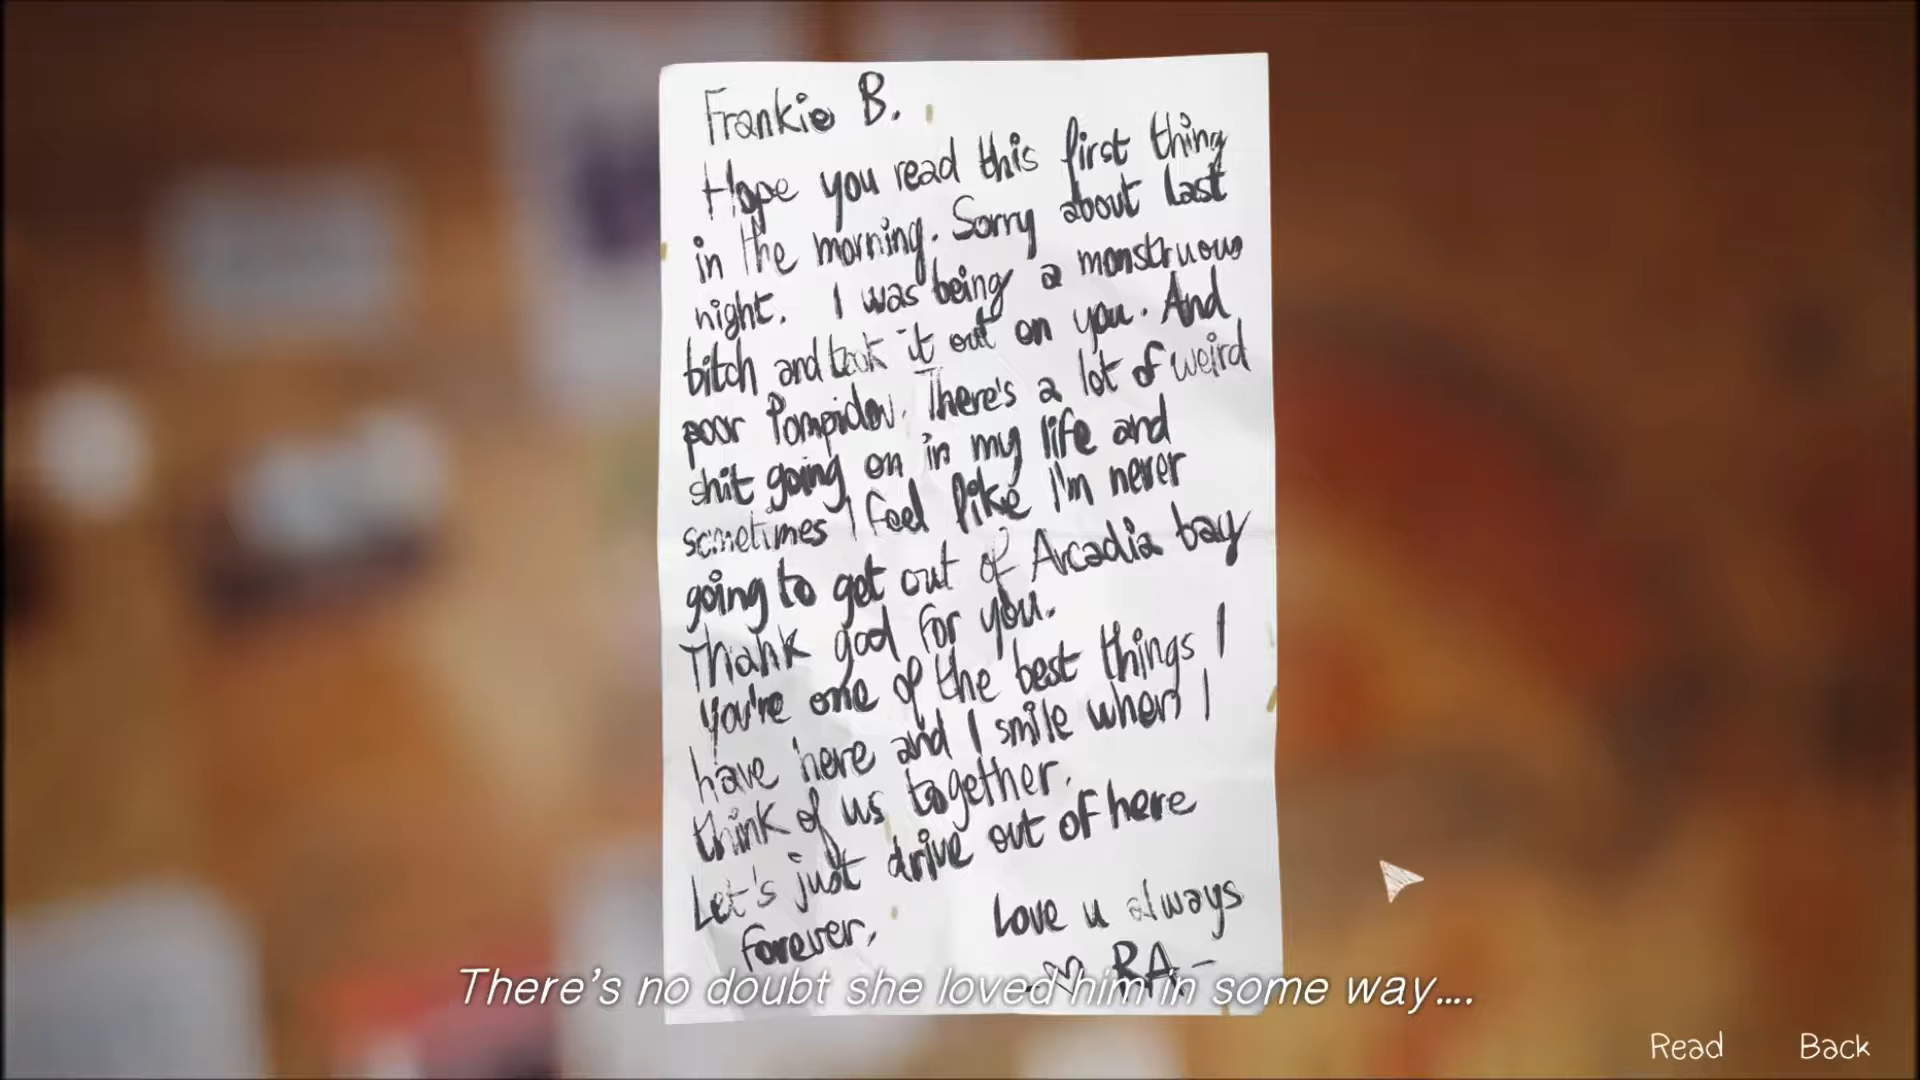 Frankie B.
Hope you read this first thing
in the morning. Sorry about last
night. I was being a monstruous
bitch and took it out on you. And
poor Pompidou. There's a lot of weird
shit going on in my life and
sometimes I feel like I'm never
going to get out of Arcadia bay
Thank god for you.
You're one of the best things I
have here and I smile when I
think of us together.
Let's just drive out of here
forever,
Love u always
-♡ RA-
There's no doubt she loved him in some way....
Read Back